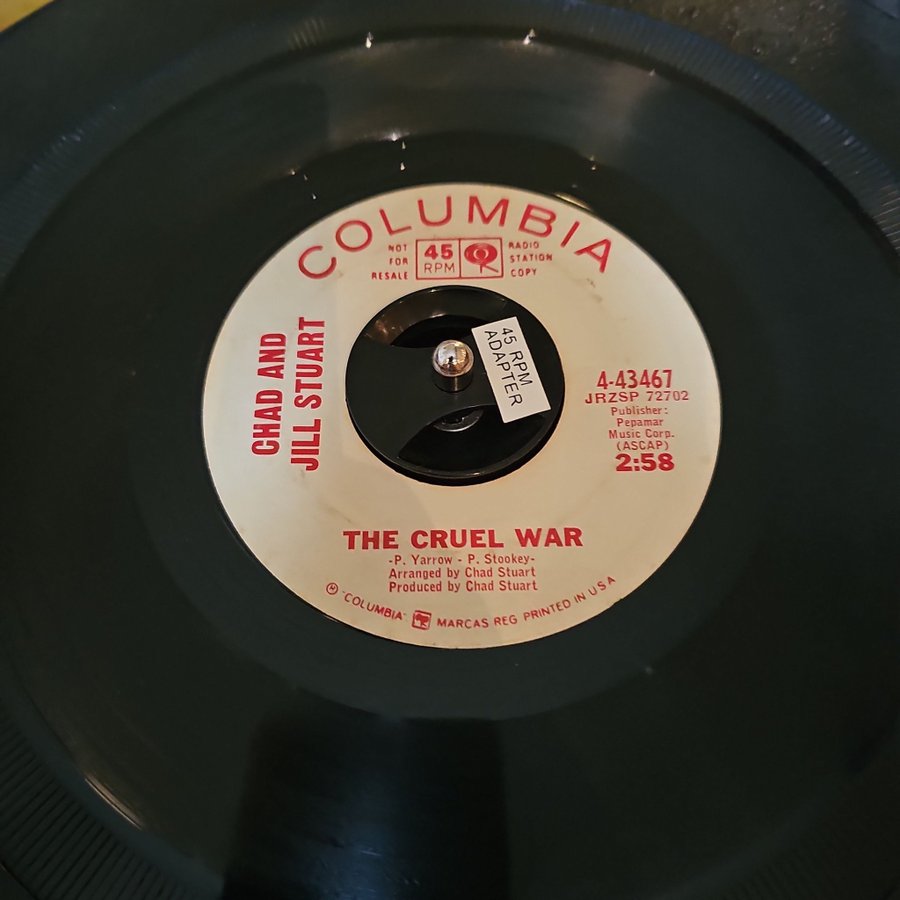 COLUMBIA
NOT
FOR
RESALE
45
RPM
RADIO
STATION
COPY
CHAD AND
JILL STUART
45 RPM
ADAPTER
4-43467
JRZSP 72702
Publisher:
Pepamar
Music Corp.
(ASCAP)
2:58
THE CRUEL WAR
-P. Yarrow - P. Stookey-
Arranged by Chad Stuart
Produced by Chad Stuart
"COLUMBIA" MARCAS REG PRINTED IN U S A